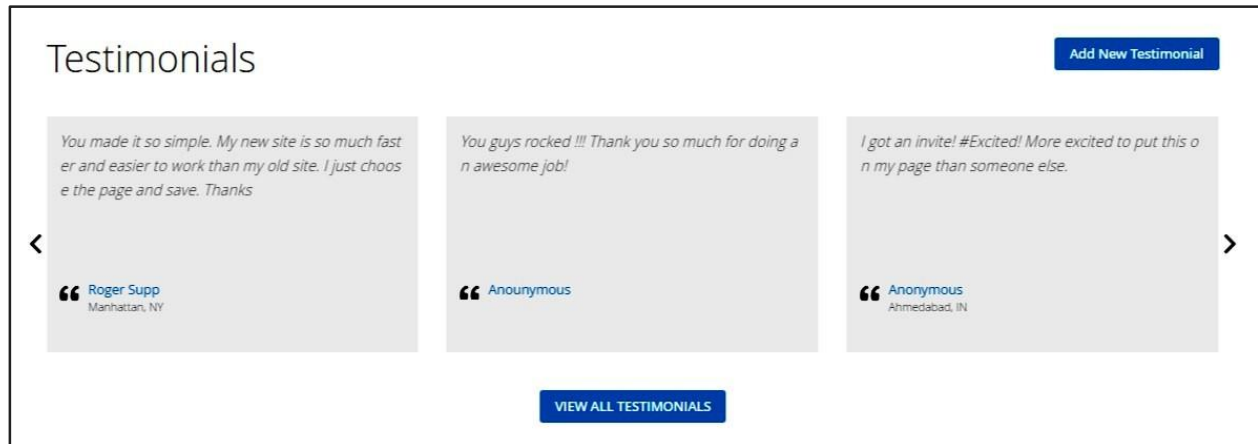 Testimonials
Add New Testimonial
You made it so simple. My new site is so much fast
er and easier to work than my old site. I just choos
e the page and save. Thanks
Roger Supp
Manhattan, NY
You guys rocked !!! Thank you so much for doing a
n awesome job!
Anounymous
I got an invite! #Excited! More excited to put this o
n my page than someone else.
Anonymous
Ahmedabad, IN
VIEW ALL TESTIMONIALS